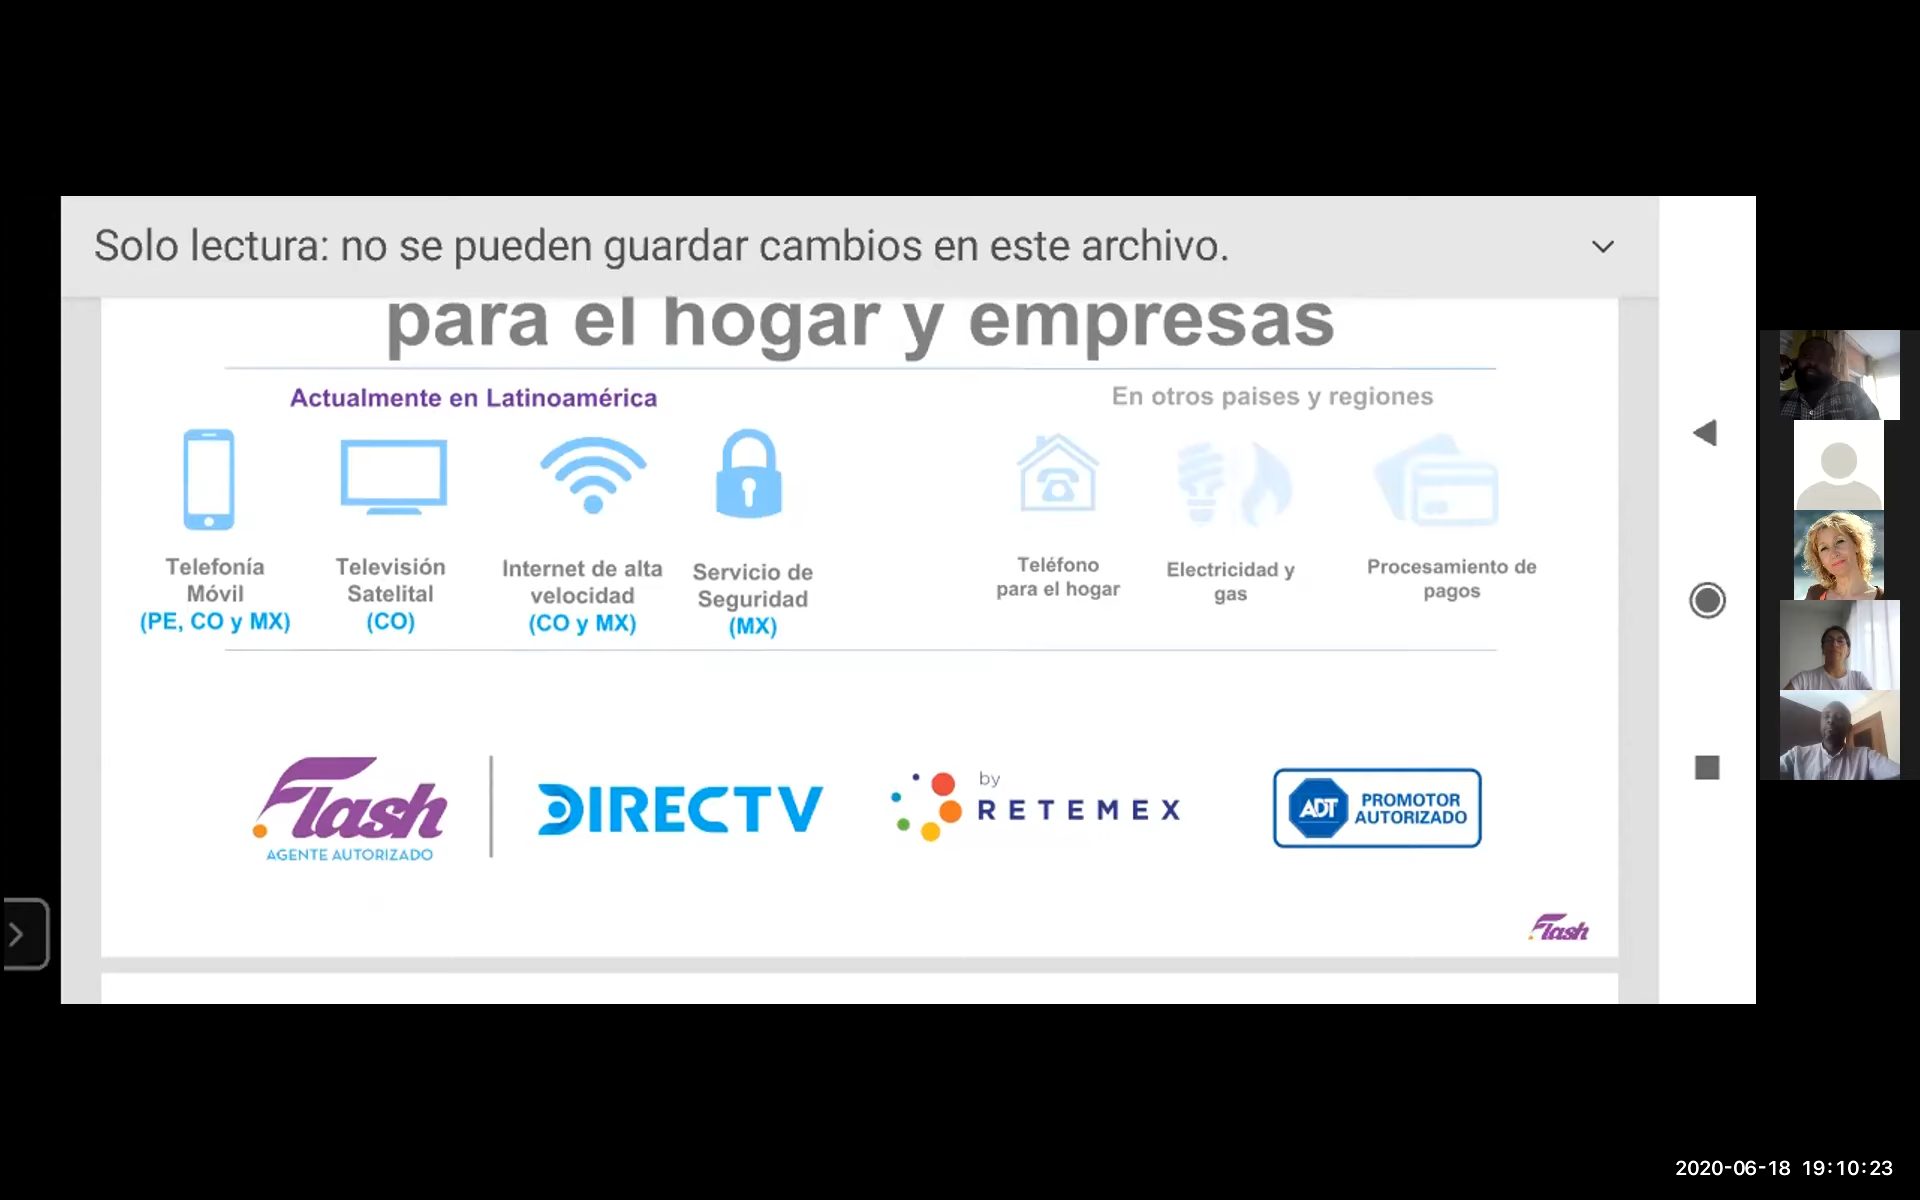 Solo lectura: no se pueden guardar cambios en este archivo.
para el hogar y empresas
Actualmente en Latinoamérica
En otros paises y regiones
Telefonía
Móvil
(PE, CO y MX)
Televisión
Satelital
(CO)
Internet de alta
velocidad
(CO y MX)
Servicio de
Seguridad
(MX)
Teléfono
para el hogar
Electricidad y
gas
Procesamiento de
pagos
Flash
AGENTE AUTORIZADO
DIRECTV
by
RETEMEX
ADT
PROMOTOR
AUTORIZADO
Flash
2020-06-18 19:10:23